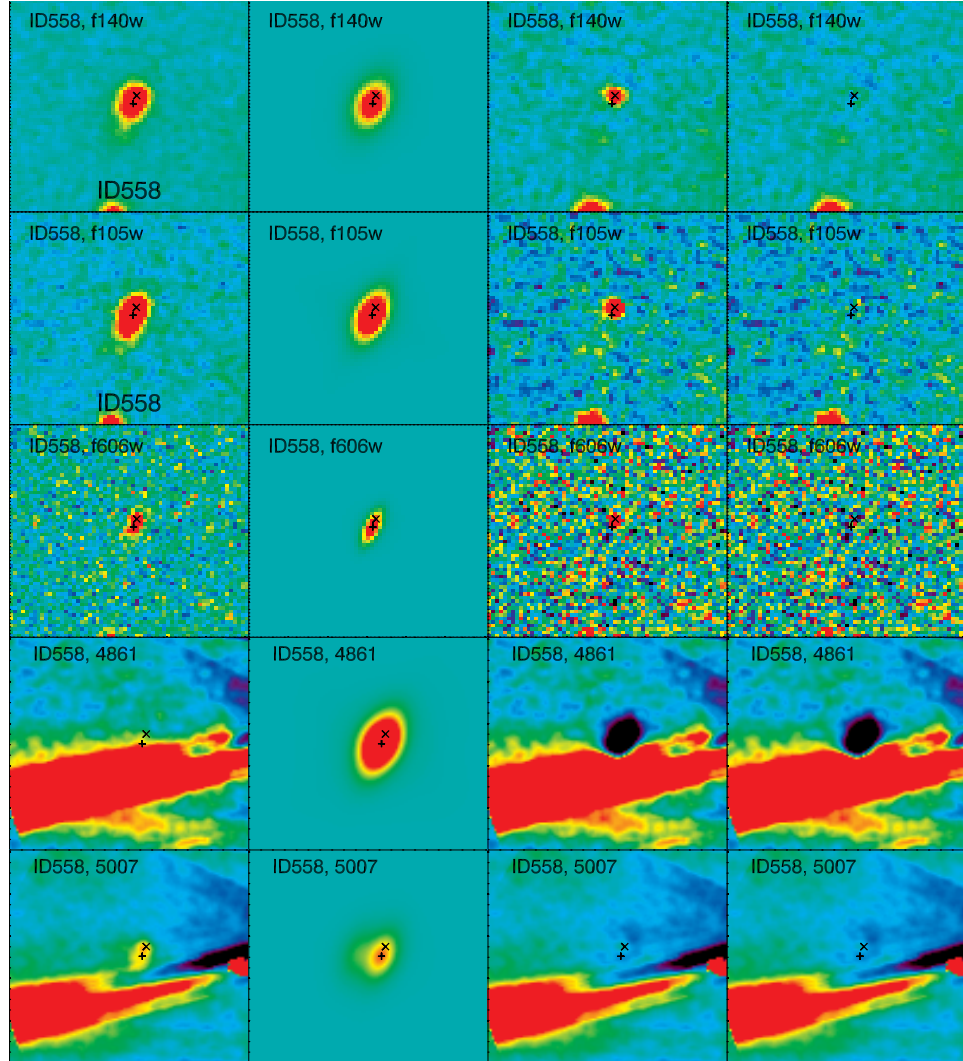 ID558, f140w ID558, f140w ID558, f140w ID558, f140w
ID558
ID558, f105w ID558, f105w ID558, f105w ID558, f105w
ID558
ID558, f606w ID558, f606w ID558, f606w ID558, f606w
ID558, 4861 ID558, 4861 ID558, 4861 ID558, 4861
ID558, 5007 ID558, 5007 ID558, 5007 ID558, 5007